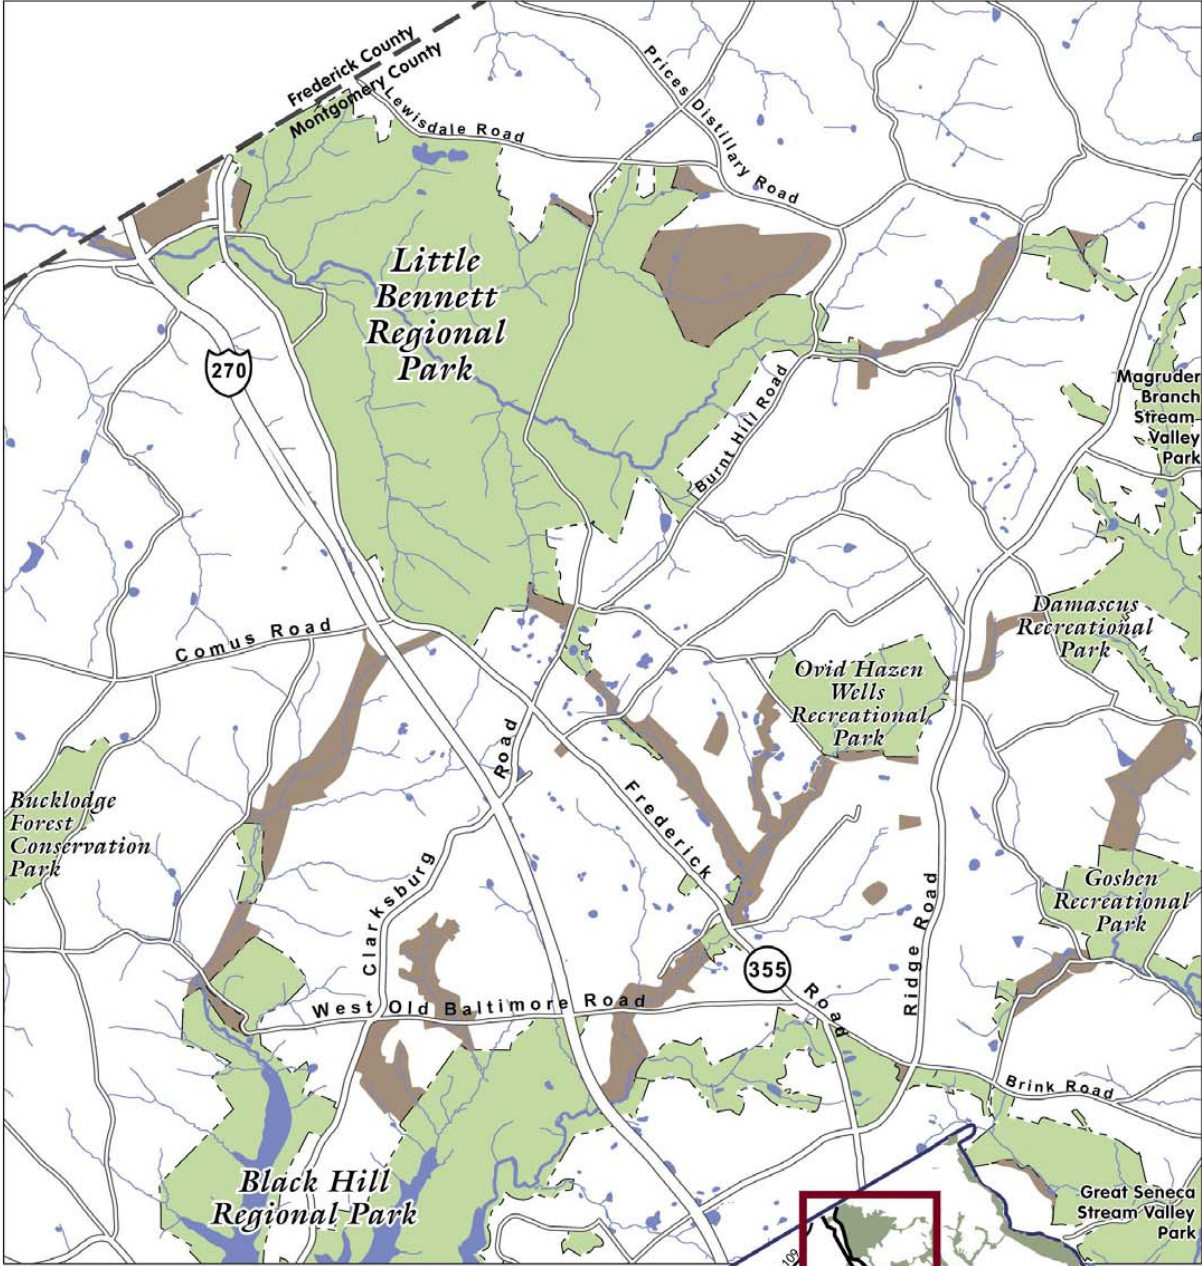 Frederick County
Montgomery County
Lewisdale Road
Prices Distillary Road
Little
Bennett
Regional
Park
270
Burnt Hill Road
Magruder
Branch
Stream
Valley
Park
Comus Road
Damascus
Recreational
Park
Ovid Hazen
Wells
Recreational
Park
Clarksburg Road
Frederick Road
Bucklodge
Forest
Conservation
Park
Goshen
Recreational
Park
355
Ridge Road
West Old Baltimore Road
Brink Road
Black Hill
Regional Park
Great Seneca
Stream Valley
Park
109